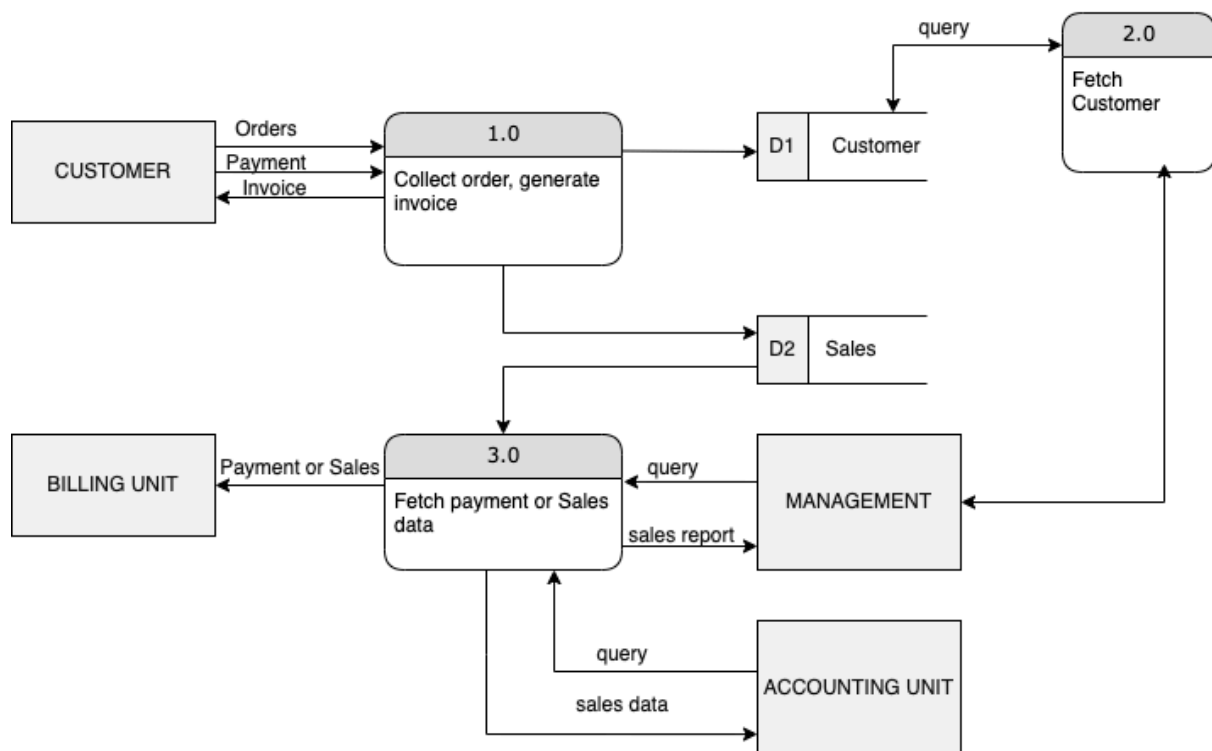 query
2.0
Fetch
Customer
CUSTOMER
Orders
Payment
Invoice
1.0
Collect order, generate
invoice
D1
Customer
D2
Sales
BILLING UNIT
Payment or Sales
3.0
Fetch payment or Sales
data
query
sales report
MANAGEMENT
query
sales data
ACCOUNTING UNIT